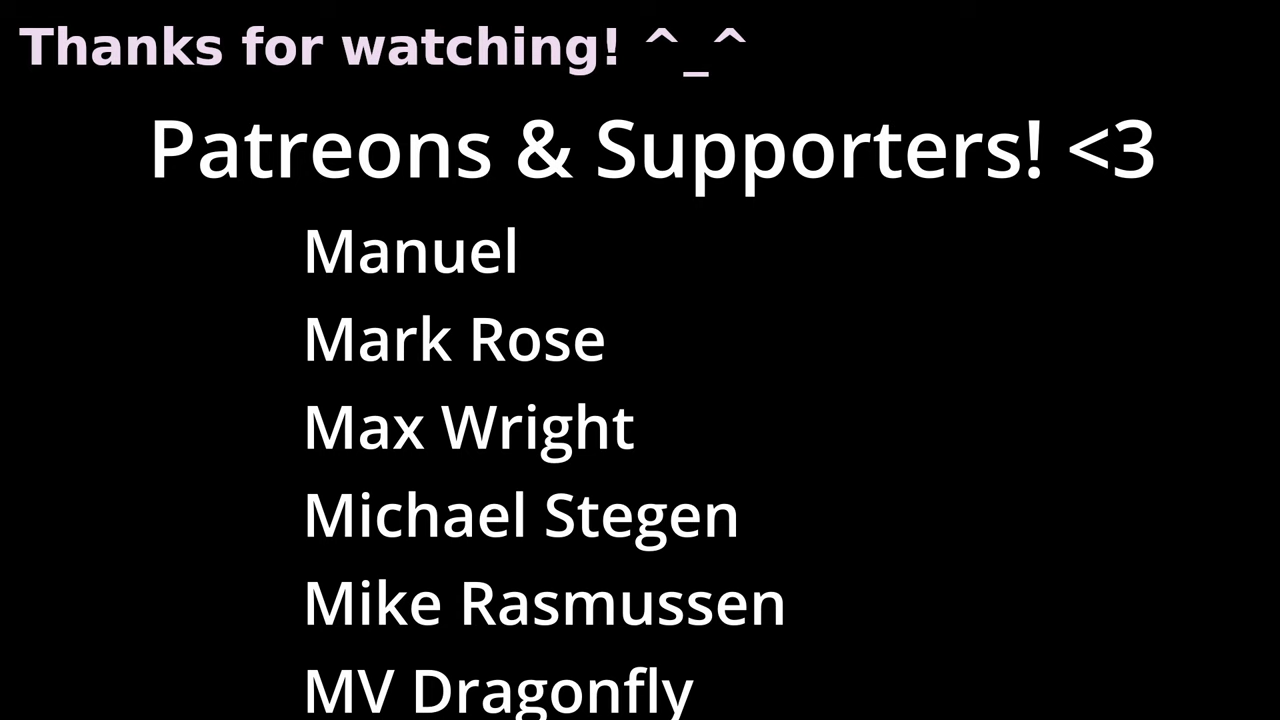 Thanks for watching! ^_^
Patreons & Supporters! <3
Manuel
Mark Rose
Max Wright
Michael Stegen
Mike Rasmussen
MV Dragonfly